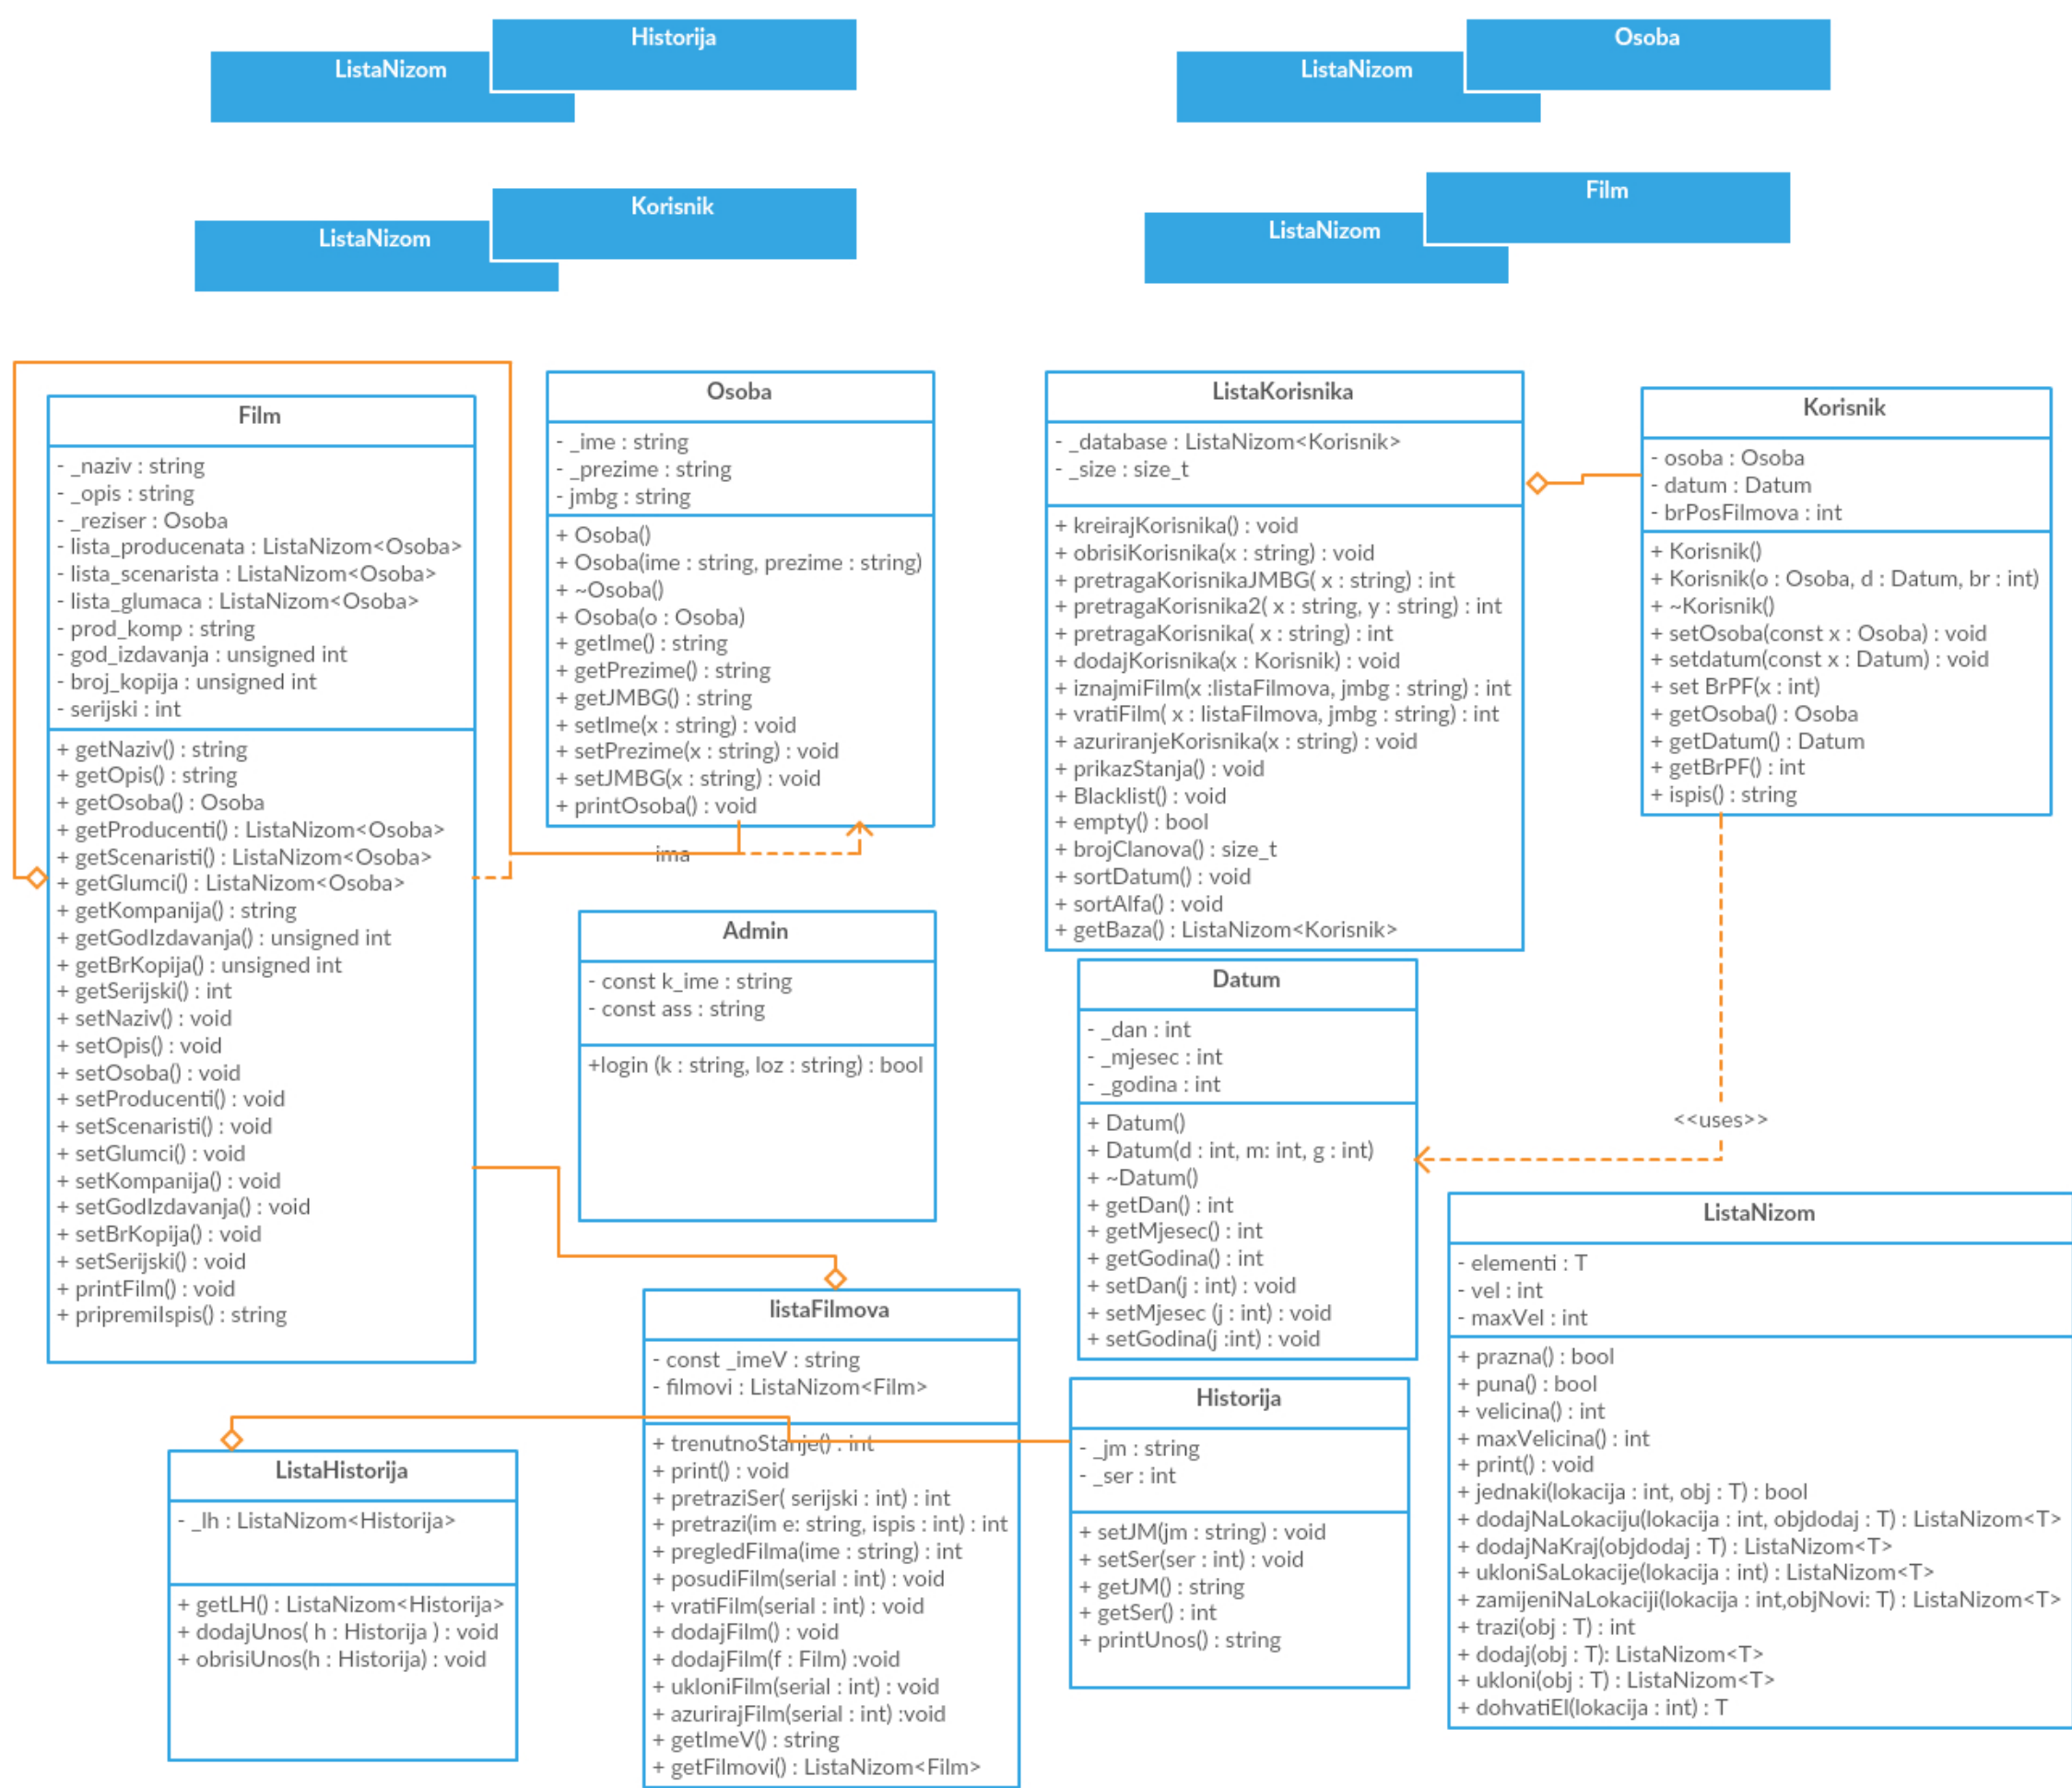 Historija
ListaNizom
Osoba
ListaNizom
Korisnik
ListaNizom
Film
ListaNizom
Film
- _naziv : string
- _opis : string
- _reziser : Osoba
- lista_producenata : ListaNizom<Osoba>
- lista_scenarista : ListaNizom<Osoba>
- lista_glumaca : ListaNizom<Osoba>
- prod_komp : string
- god_izdavanja : unsigned int
- broj_kopija : unsigned int
- serijski : int
+ getNaziv() : string
+ getOpis() : string
+ getOsoba() : Osoba
+ getProducenti() : ListaNizom<Osoba>
+ getScenaristi() : ListaNizom<Osoba>
+ getGlumci() : ListaNizom<Osoba>
+ getKompanija() : string
+ getGodIzdavanja() : unsigned int
+ getBrKopija() : unsigned int
+ getSerijski() : int
+ setNaziv() : void
+ setOpis() : void
+ setOsoba() : void
+ setProducenti() : void
+ setScenaristi() : void
+ setGlumci() : void
+ setKompanija() : void
+ setGodIzdavanja() : void
+ setBrKopija() : void
+ setSerijski() : void
+ printFilm() : void
+ pripremiIspis() : string
Osoba
- _ime : string
- _prezime : string
- jmbg : string
+ Osoba()
+ Osoba(ime : string, prezime : string)
+ ~Osoba()
+ Osoba(o : Osoba)
+ getIme() : string
+ getPrezime() : string
+ getJMBG() : string
+ setIme(x : string) : void
+ setPrezime(x : string) : void
+ setJMBG(x : string) : void
+ printOsoba() : void
ima
Admin
- const k_ime : string
- const ass : string
+login (k : string, loz : string) : bool
ListaKorisnika
- _database : ListaNizom<Korisnik>
- _size : size_t
+ kreirajKorisnika() : void
+ obrisiKorisnika(x : string) : void
+ pretragaKorisnikaJMBG( x : string) : int
+ pretragaKorisnika2( x : string, y : string) : int
+ pretragaKorisnika( x : string) : int
+ dodajKorisnika(x : Korisnik) : void
+ iznajmiFilm(x :listaFilmova, jmbg : string) : int
+ vratiFilm( x : listaFilmova, jmbg : string) : int
+ azuriranjeKorisnika(x : string) : void
+ prikazStanja() : void
+ Blacklist() : void
+ empty() : bool
+ brojClanova() : size_t
+ sortDatum() : void
+ sortAlfa() : void
+ getBaza() : ListaNizom<Korisnik>
Korisnik
- osoba : Osoba
- datum : Datum
- brPosFilmova : int
+ Korisnik()
+ Korisnik(o : Osoba, d : Datum, br : int)
+ ~Korisnik()
+ setOsoba(const x : Osoba) : void
+ setdatum(const x : Datum) : void
+ set BrPF(x : int)
+ getOsoba() : Osoba
+ getDatum() : Datum
+ getBrPF() : int
+ ispis() : string
<<uses>>
Datum
- _dan : int
- _mjesec : int
- _godina : int
+ Datum()
+ Datum(d : int, m: int, g : int)
+ ~Datum()
+ getDan() : int
+ getMjesec() : int
+ getGodina() : int
+ setDan(j : int) : void
+ setMjesec (j : int) : void
+ setGodina(j :int) : void
ListaNizom
- elementi : T
- vel : int
- maxVel : int
+ prazna() : bool
+ puna() : bool
+ velicina() : int
+ maxVelicina() : int
+ print() : void
+ jednaki(lokacija : int, obj : T) : bool
+ dodajNaLokaciju(lokacija : int, objdodaj : T) : ListaNizom<T>
+ dodajNaKraj(objdodaj : T) : ListaNizom<T>
+ ukloniSaLokacije(lokacija : int) : ListaNizom<T>
+ zamijeniNaLokaciji(lokacija : int,objNovi: T) : ListaNizom<T>
+ trazi(obj : T) : int
+ dodaj(obj : T): ListaNizom<T>
+ ukloni(obj : T) : ListaNizom<T>
+ dohvatiEl(lokacija : int) : T
listaFilmova
- const _imeV : string
- filmovi : ListaNizom<Film>
+ trenutnoStanje() : int
+ print() : void
+ pretraziSer( serijski : int) : int
+ pretrazi(im e: string, ispis : int) : int
+ pregledFilma(ime : string) : int
+ posudiFilm(serial : int) : void
+ vratiFilm(serial : int) : void
+ dodajFilm() : void
+ dodajFilm(f : Film) :void
+ ukloniFilm(serial : int) : void
+ azurirajFilm(serial : int) :void
+ getImeV() : string
+ getFilmovi() : ListaNizom<Film>
Historija
- _jm : string
- _ser : int
+ setJM(jm : string) : void
+ setSer(ser : int) : void
+ getJM() : string
+ getSer() : int
+ printUnos() : string
ListaHistorija
- _lh : ListaNizom<Historija>
+ getLH() : ListaNizom<Historija>
+ dodajUnos( h : Historija ) : void
+ obrisiUnos(h : Historija) : void